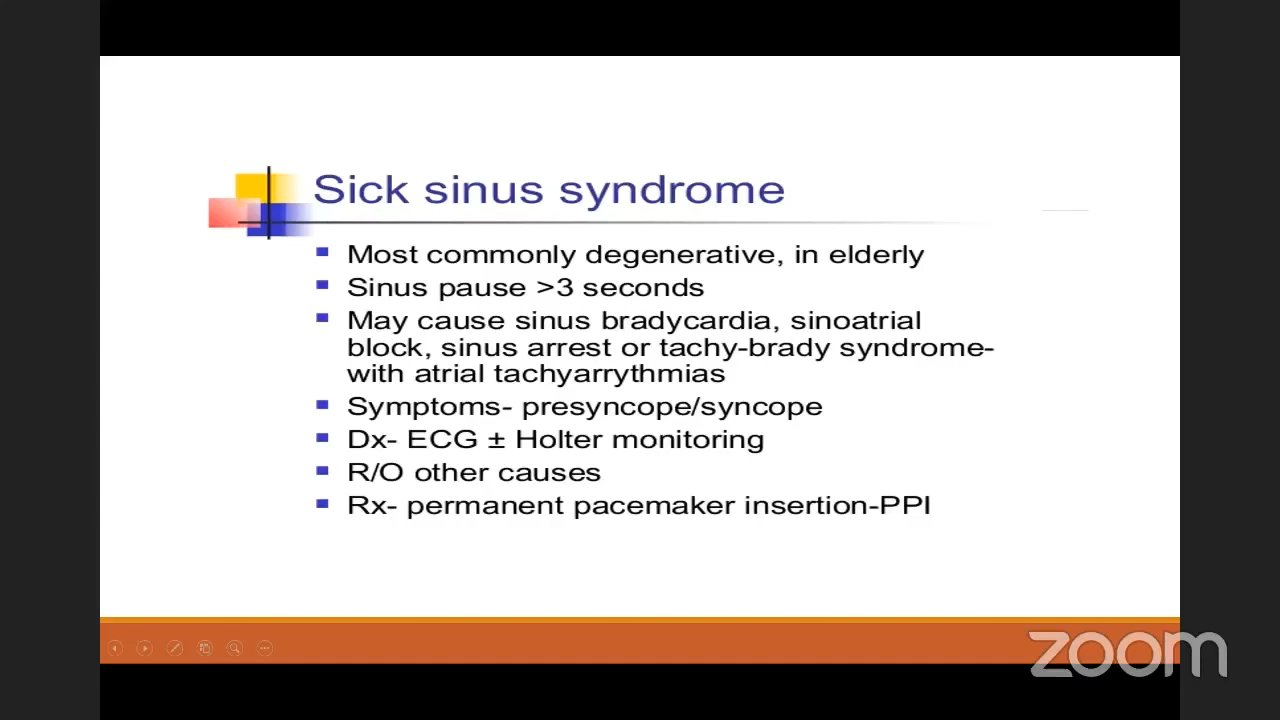 Sick sinus syndrome
Most commonly degenerative, in elderly
Sinus pause >3 seconds
May cause sinus bradycardia, sinoatrial
block, sinus arrest or tachy-brady syndrome-
with atrial tachyarrythmias
Symptoms- presyncope/syncope
Dx- ECG ± Holter monitoring
R/O other causes
Rx- permanent pacemaker insertion-PPI
zoom